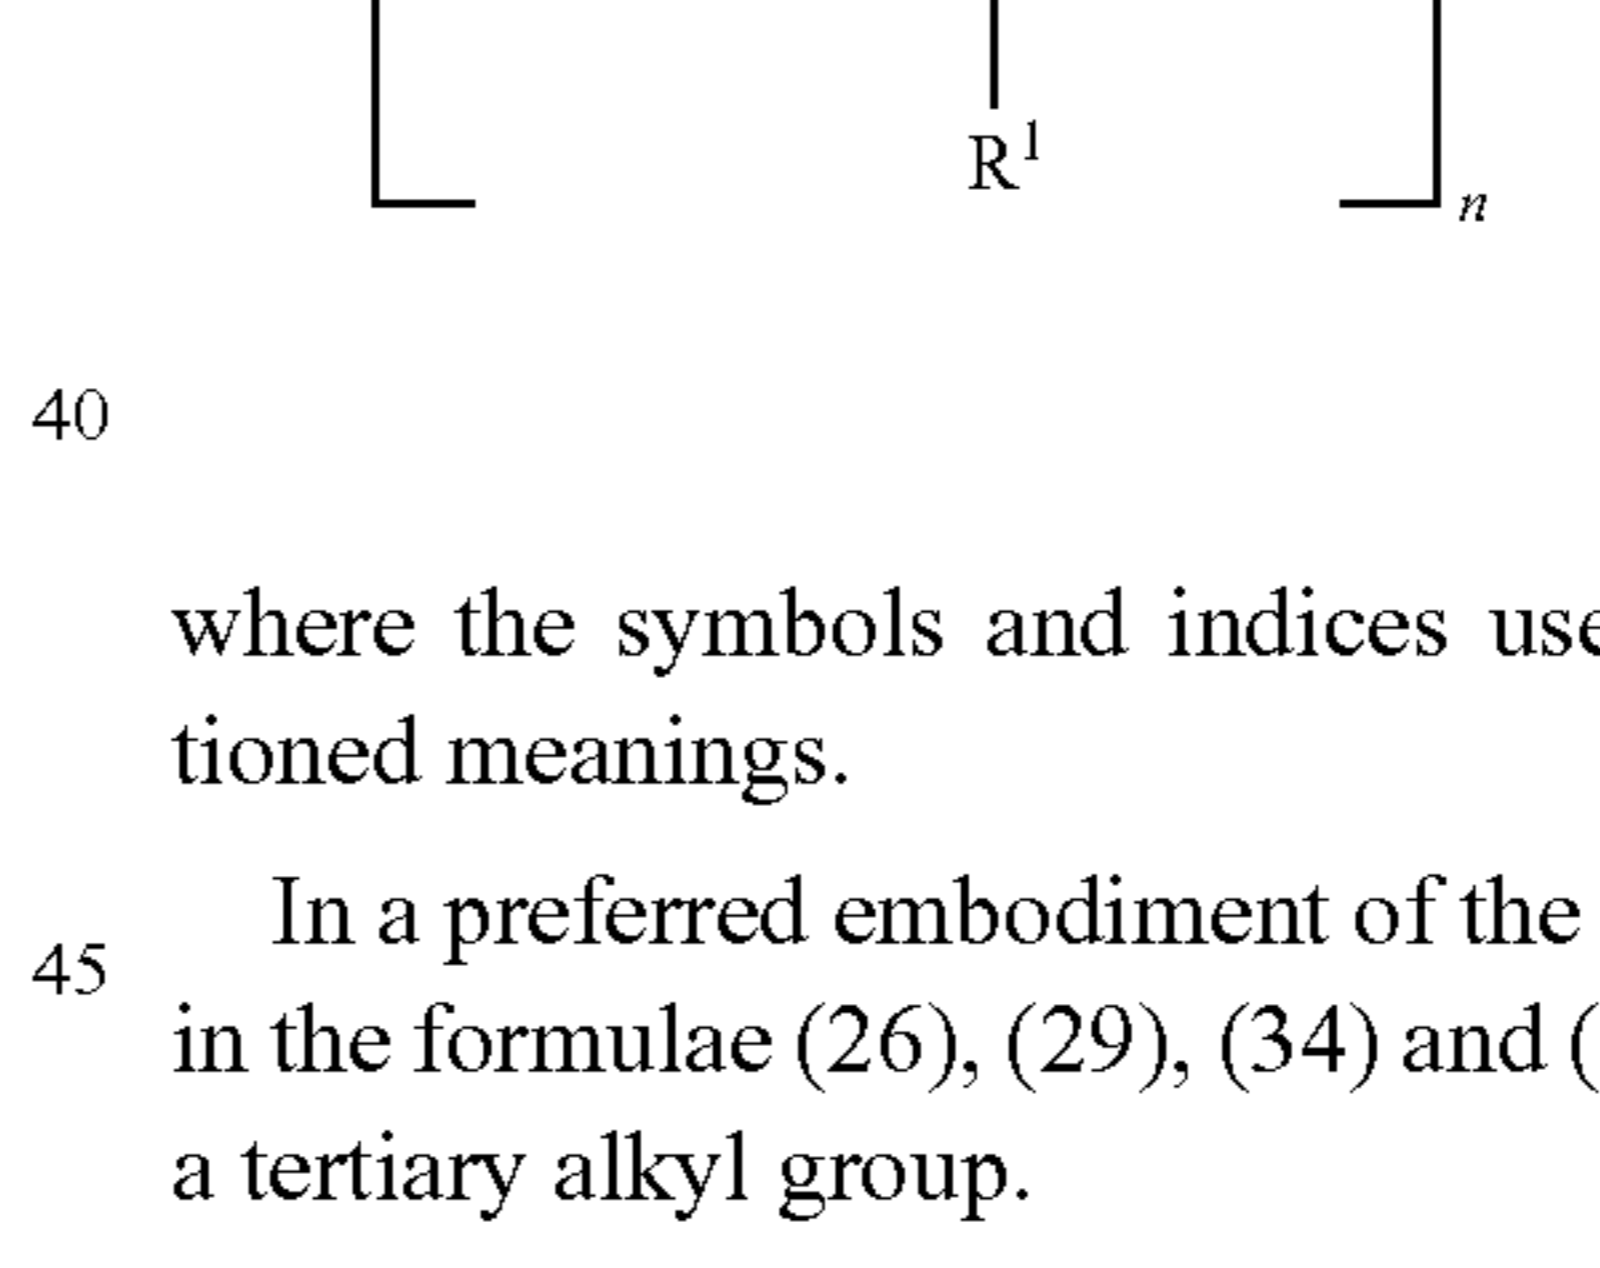 R¹
n
40
where the symbols and indices
tioned meanings.
In a preferred embodiment of the
45
in the formulae (26), (29), (34) and (
a tertiary alkyl group.